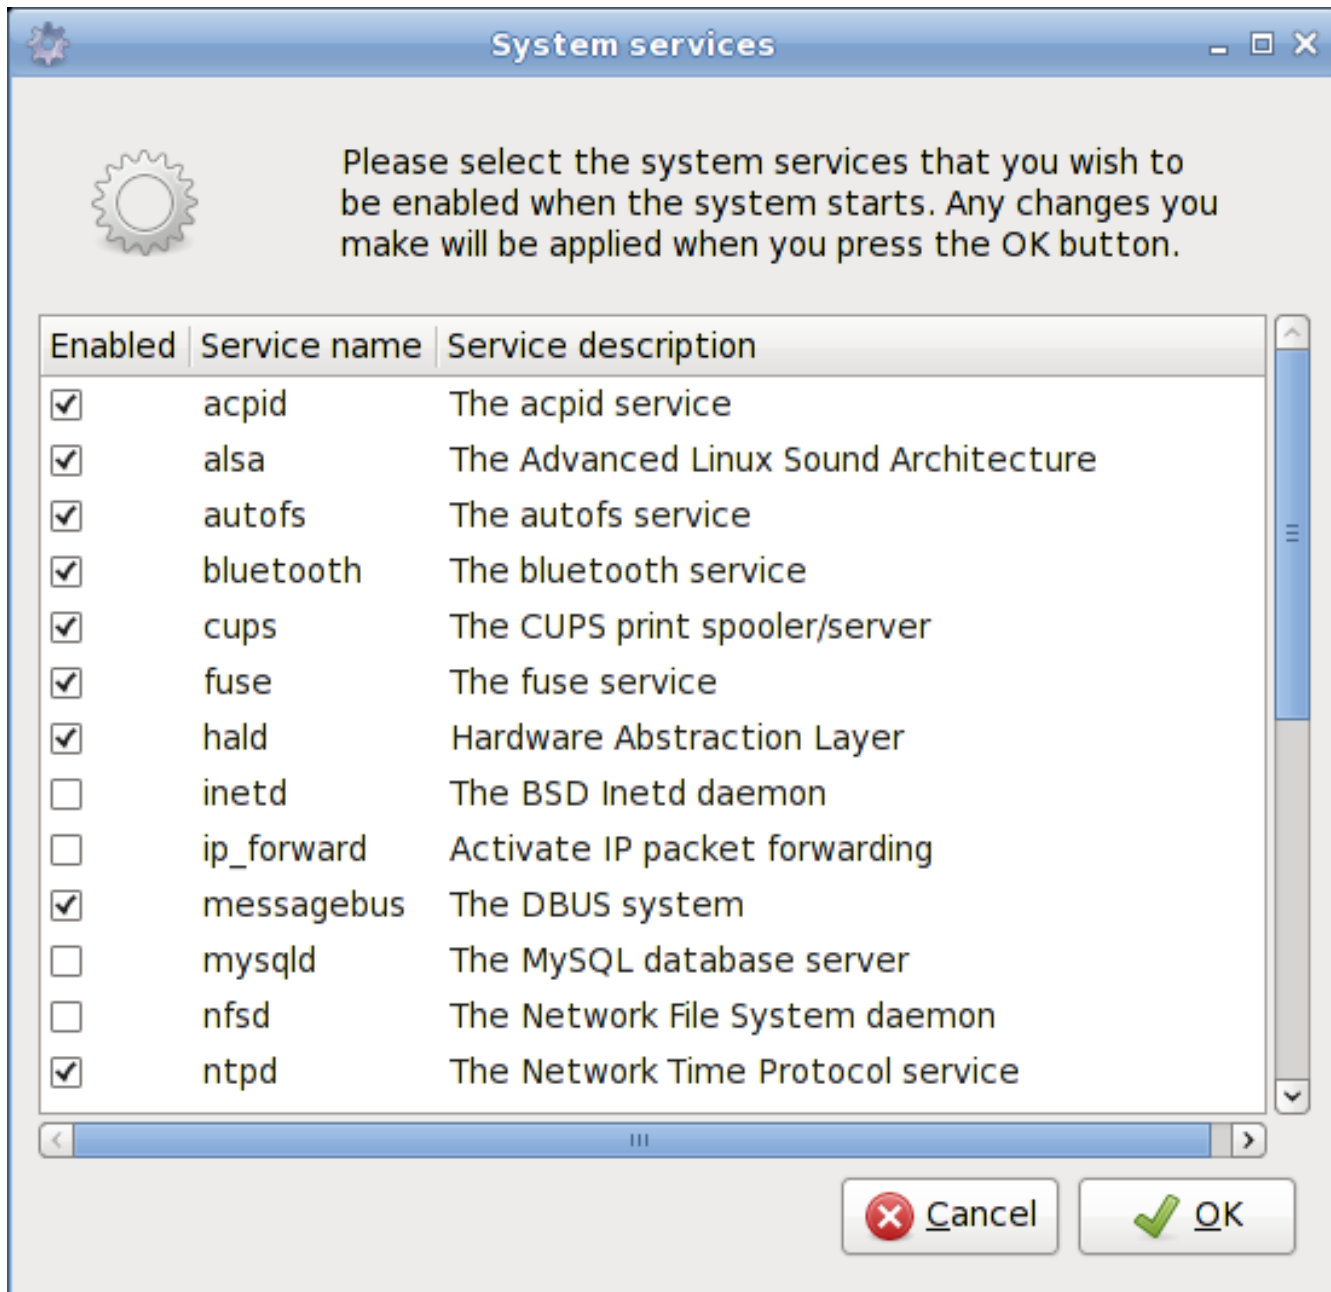 System services
Please select the system services that you wish to
be enabled when the system starts. Any changes you
make will be applied when you press the OK button.
Enabled Service name Service description
acpid The acpid service
alsa The Advanced Linux Sound Architecture
autofs The autofs service
bluetooth The bluetooth service
cups The CUPS print spooler/server
fuse The fuse service
hald Hardware Abstraction Layer
inetd The BSD Inetd daemon
ip_forward Activate IP packet forwarding
messagebus The DBUS system
mysqld The MySQL database server
nfsd The Network File System daemon
ntpd The Network Time Protocol service
Cancel OK